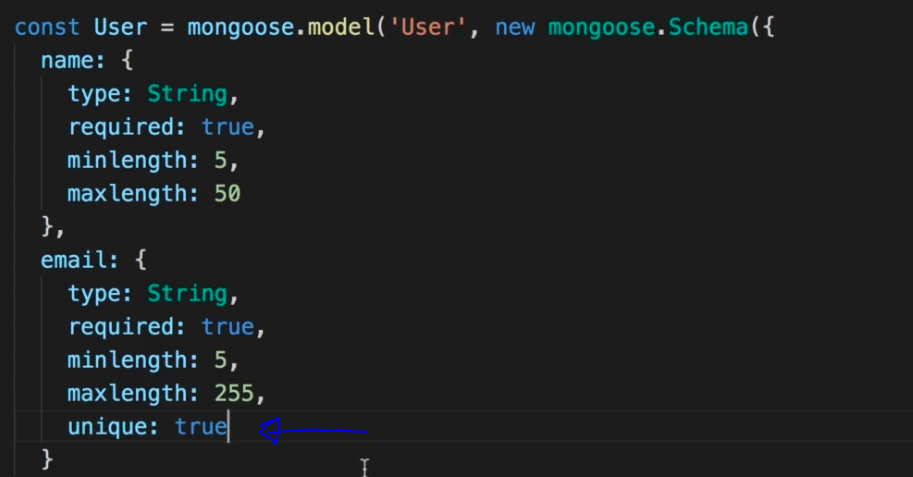 const User = mongoose.model('User', new mongoose.Schema({
  name: {
    type: String,
    required: true,
    minlength: 5,
    maxlength: 50
  },
  email: {
    type: String,
    required: true,
    minlength: 5,
    maxlength: 255,
    unique: true
  }